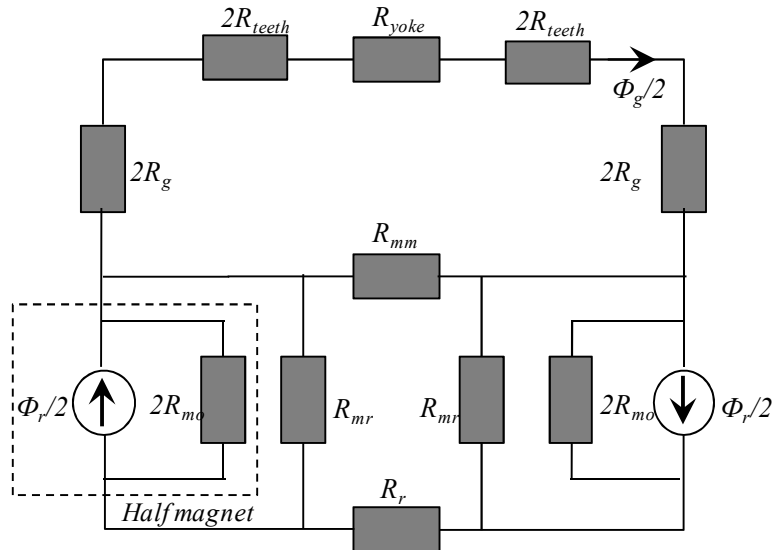 2R_teeth
R_yoke
2R_teeth
Φ_g/2
2R_g
2R_g
R_mm
Φ_r/2
2R_mo
R_mr
R_mr
2R_mo
Φ_r/2
Half magnet
R_r